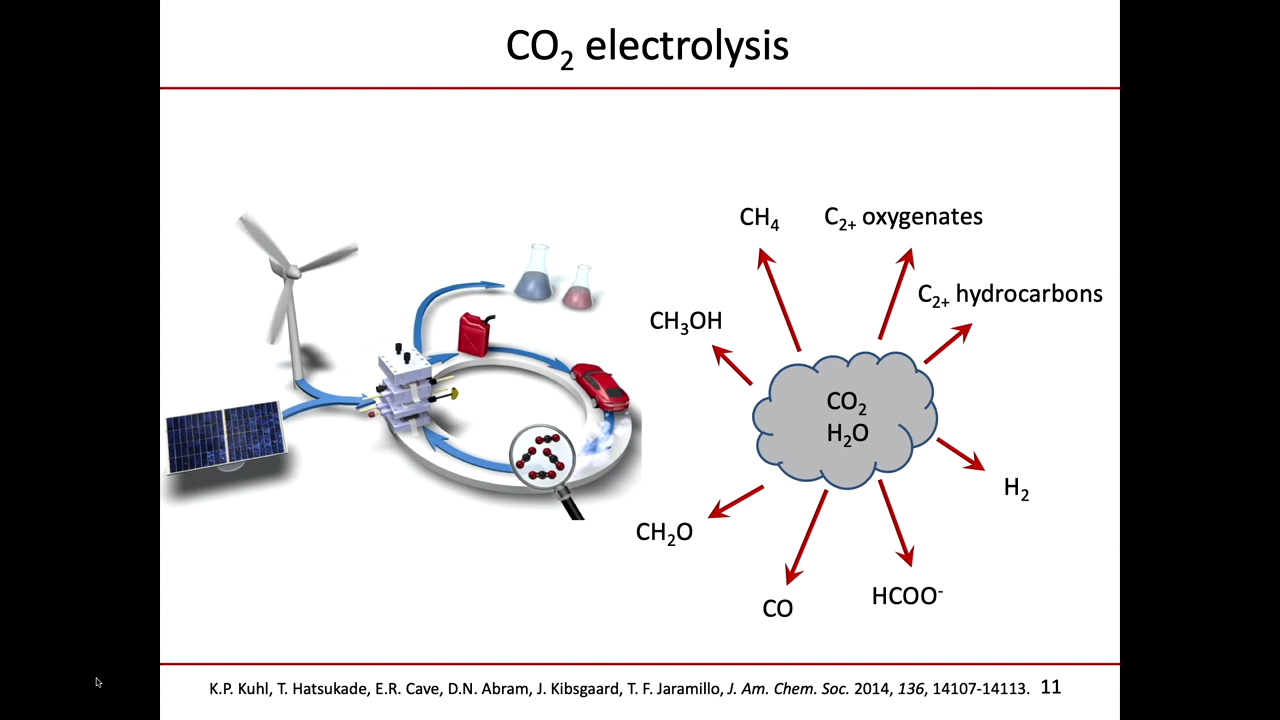 CO₂ electrolysis
CH₄
C₂₊ oxygenates
C₂₊ hydrocarbons
CH₃OH
CO₂
H₂O
H₂
CH₂O
CO
HCOO⁻
K.P. Kuhl, T. Hatsukade, E.R. Cave, D.N. Abram, J. Kibsgaard, T. F. Jaramillo, J. Am. Chem. Soc. 2014, 136, 14107-14113. 11